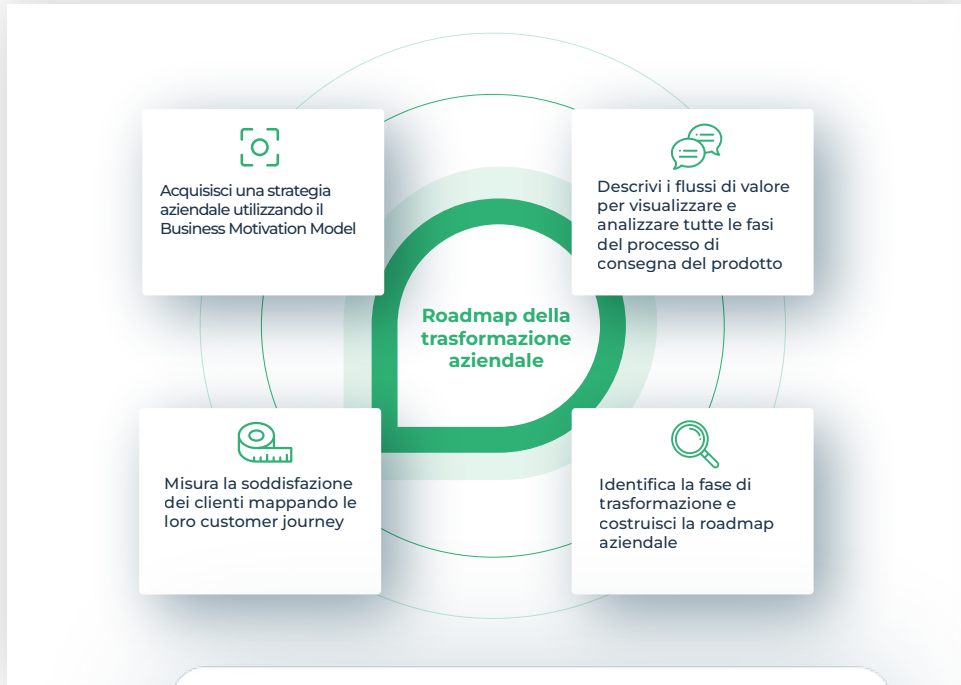 Acquisisci una strategia
aziendale utilizzando il
Business Motivation Model
Descrivi i flussi di valore
per visualizzare e
analizzare tutte le fasi
del processo di
consegna del prodotto
Roadmap della
trasformazione
aziendale
Misura la soddisfazione
dei clienti mappando le
loro customer journey
Identifica la fase di
trasformazione e
costruisci la roadmap
aziendale